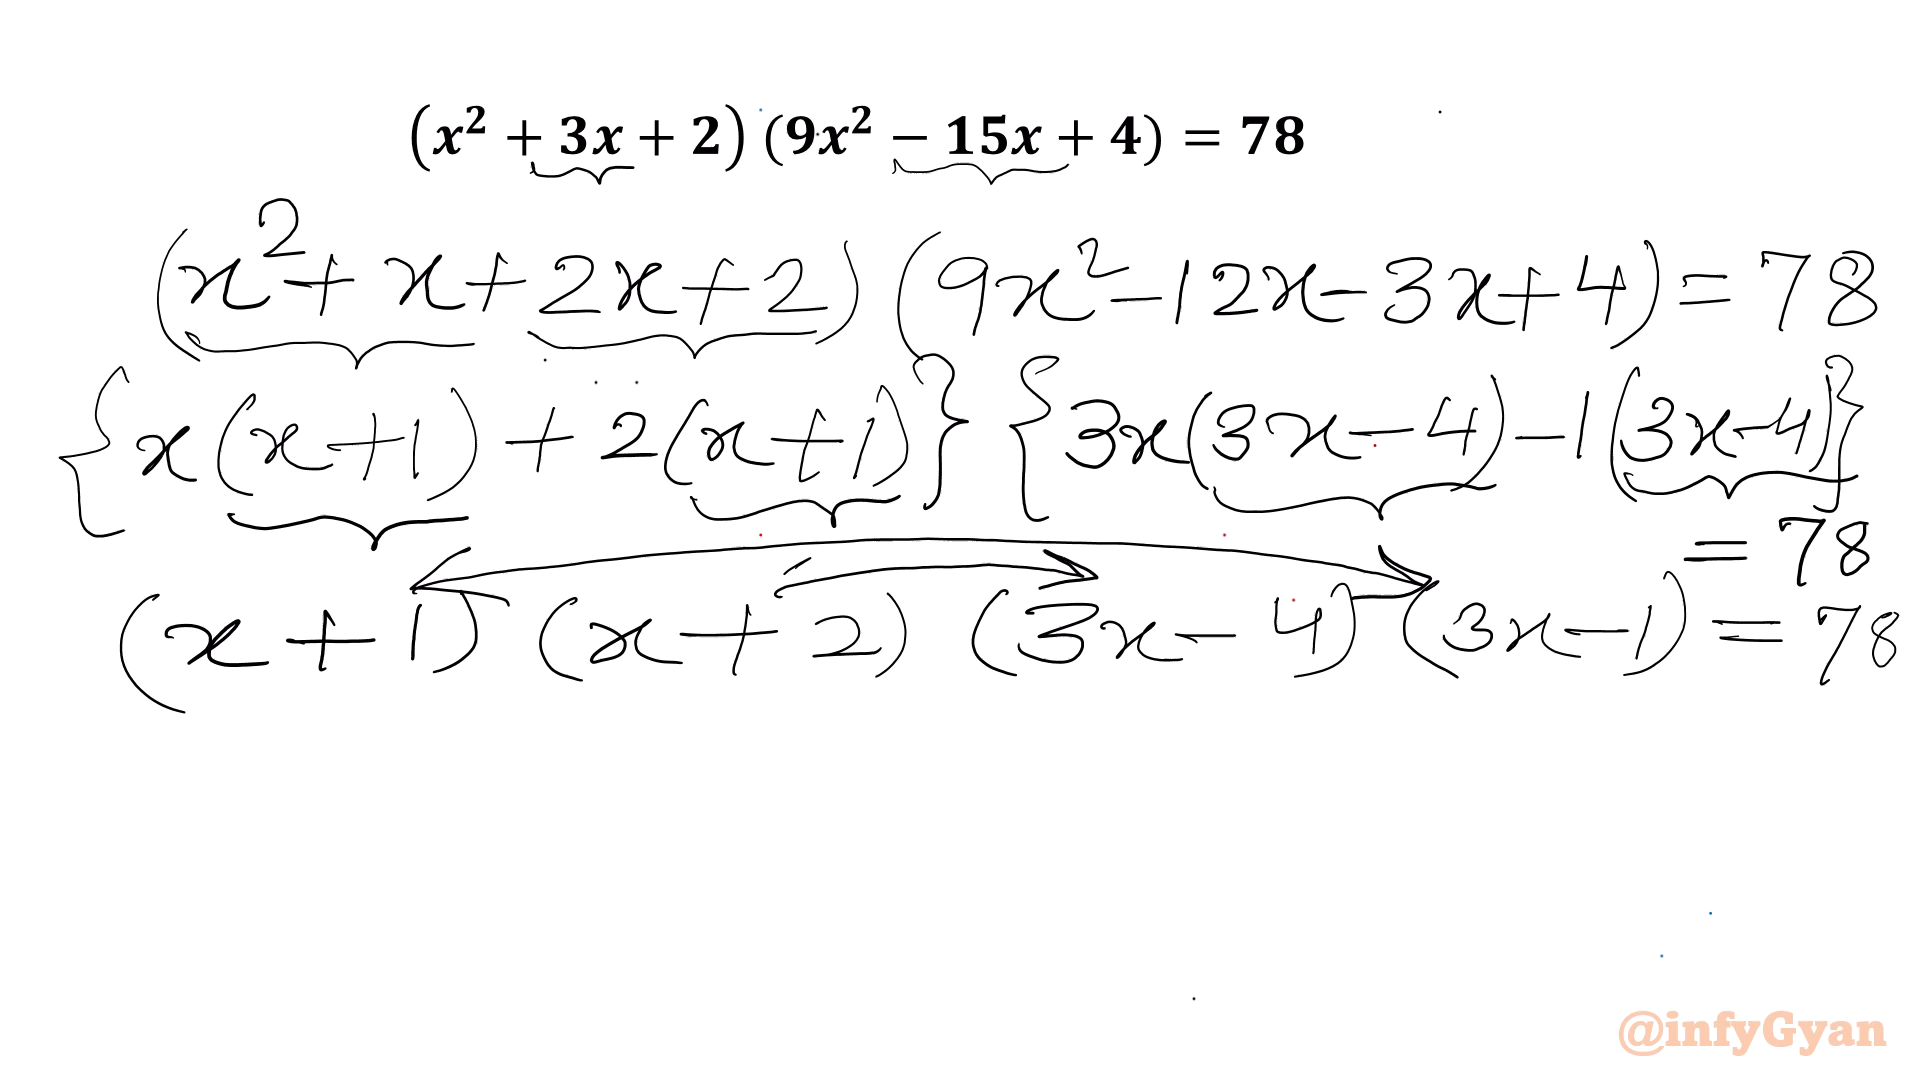 (x² + 3x + 2) (9x² − 15x + 4) = 78
(x² + x + 2x + 2) (9x² − 12x − 3x + 4) = 78
{x(x+1) + 2(x+1)} {3x(3x−4) − 1(3x−4}
= 78
(x + 1) (x + 2) (3x − 4) (3x − 1) = 78
@infyGyan